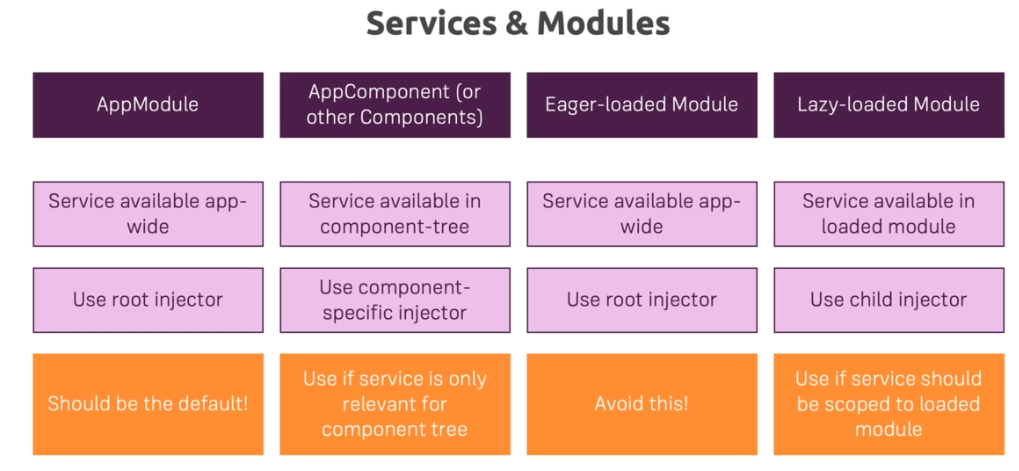 Services & Modules
AppModule
AppComponent (or
other Components)
Eager-loaded Module
Lazy-loaded Module
Service available app-
wide
Service available in
component-tree
Service available app-
wide
Service available in
loaded module
Use root injector
Use component-
specific injector
Use root injector
Use child injector
Should be the default!
Use if service is only
relevant for
component tree
Avoid this!
Use if service should
be scoped to loaded
module